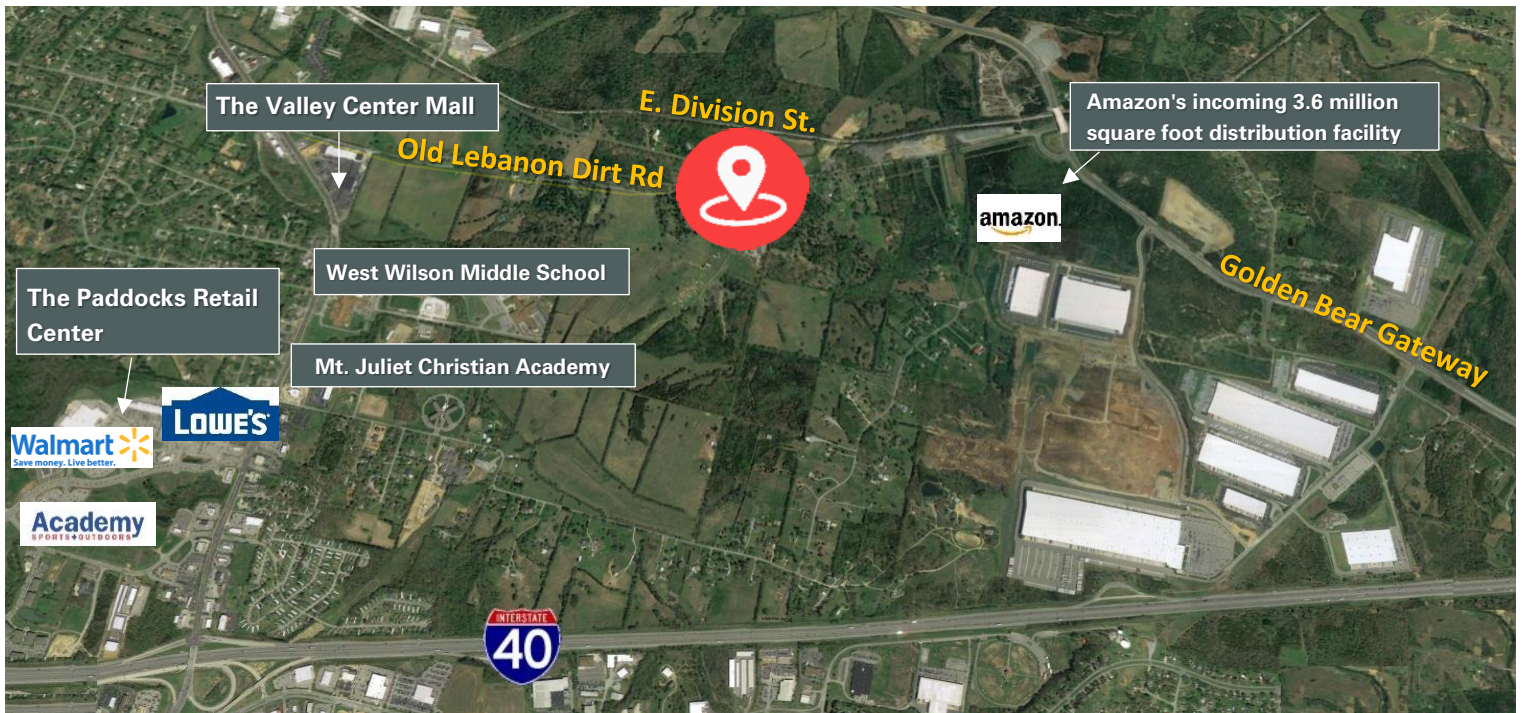 The Valley Center Mall
E. Division St.
Amazon's incoming 3.6 million
square foot distribution facility
Old Lebanon Dirt Rd
amazon.
West Wilson Middle School
Golden Bear Gateway
The Paddocks Retail
Center
Mt. Juliet Christian Academy
LOWE'S
Walmart
Save money. Live better.
Academy
SPORTS+OUTDOORS
INTERSTATE
40